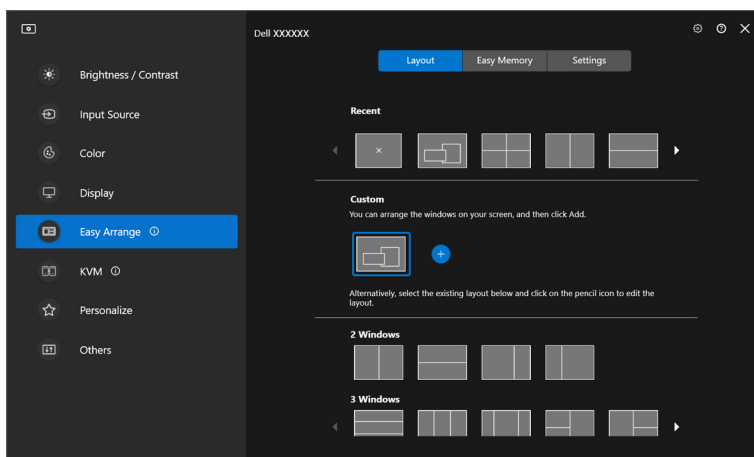 Dell XXXXXX
Brightness / Contrast
Input Source
Color
Display
Easy Arrange
KVM
Personalize
Others
Layout
Easy Memory
Settings
Recent
Custom
You can arrange the windows on your screen, and then click Add.
Alternatively, select the existing layout below and click on the pencil icon to edit the
layout.
2 Windows
3 Windows